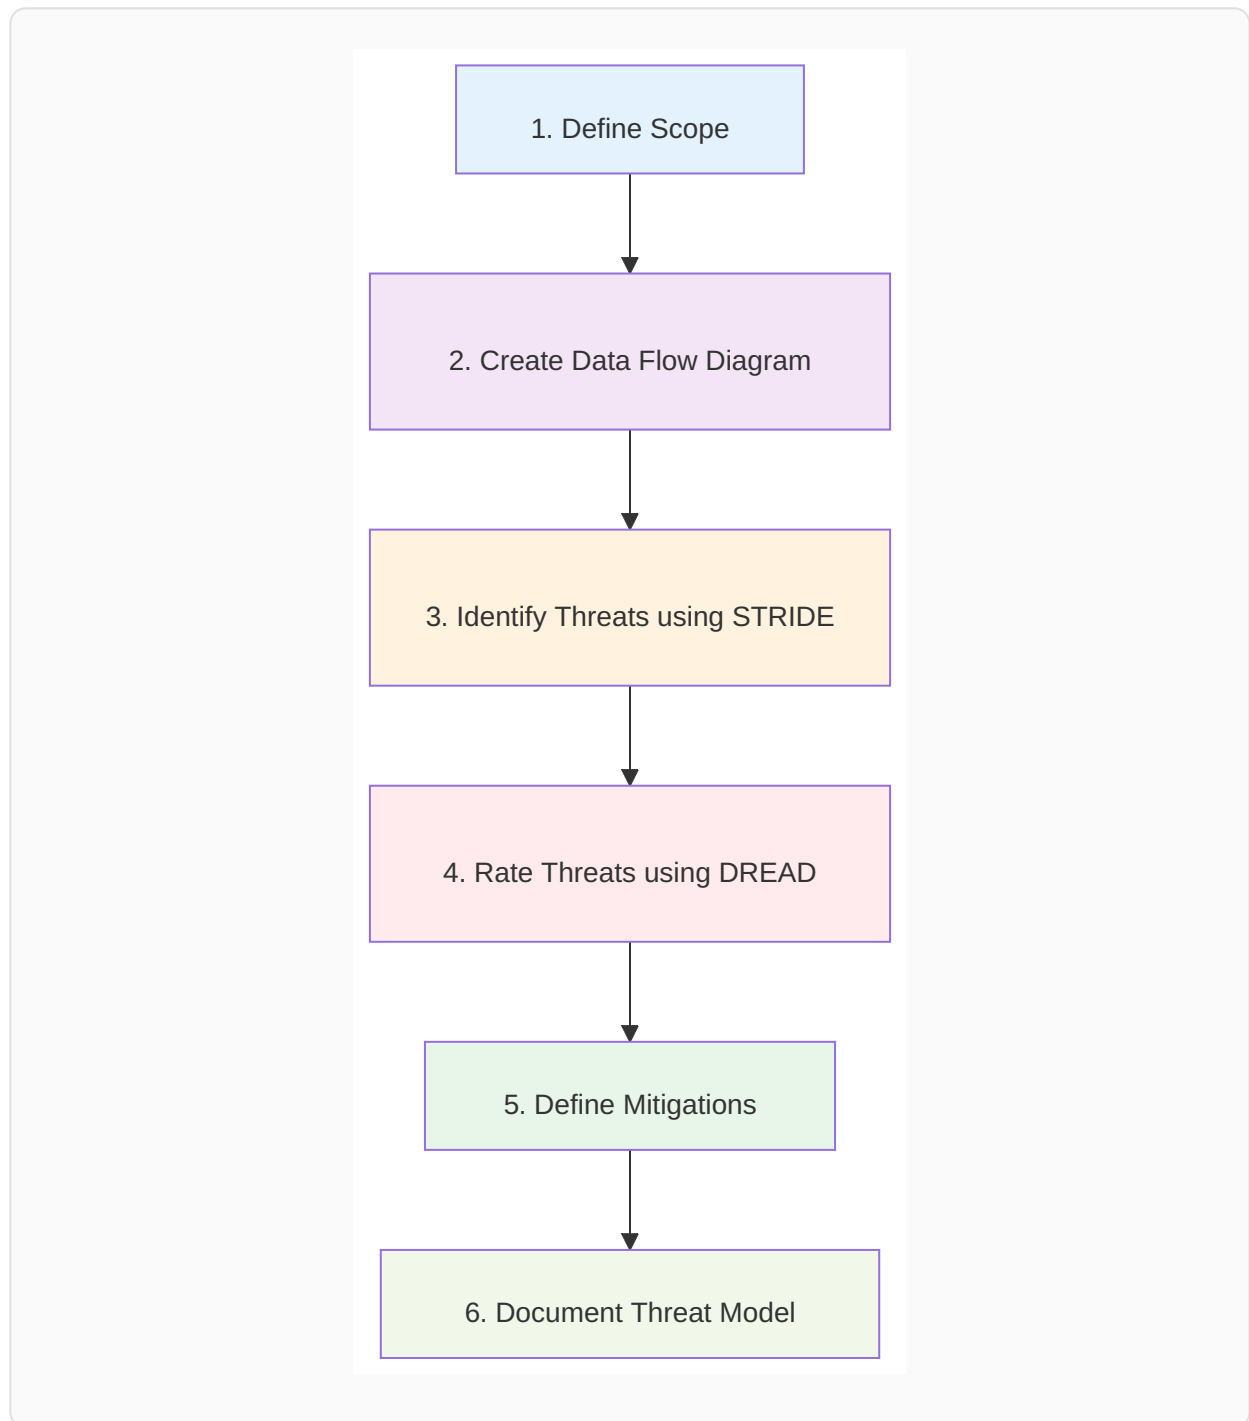 1. Define Scope
2. Create Data Flow Diagram
3. Identify Threats using STRIDE
4. Rate Threats using DREAD
5. Define Mitigations
6. Document Threat Model